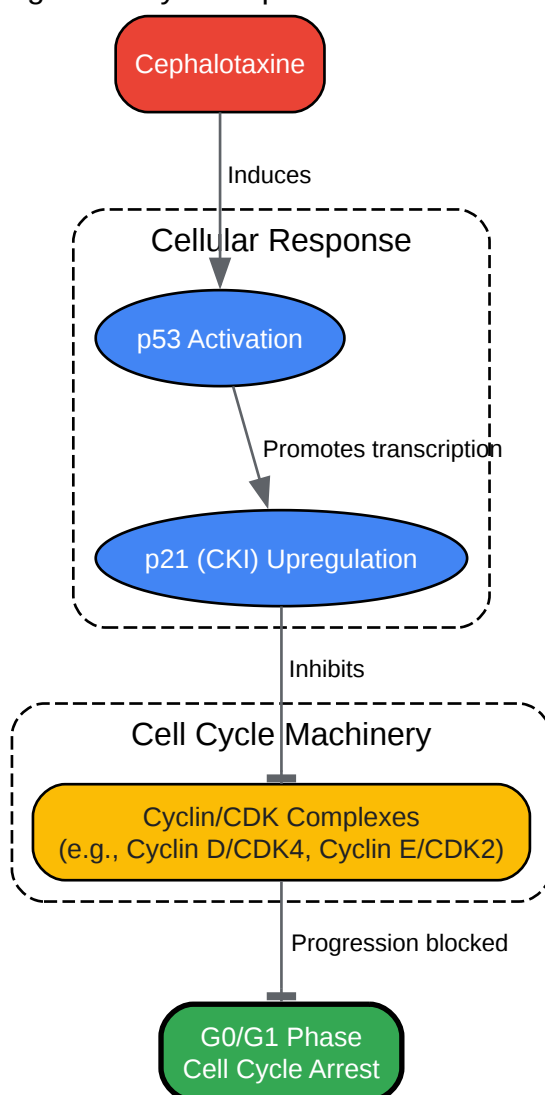 Cephalotaxine
Induces
Cellular Response
p53 Activation
Promotes transcription
p21 (CKI) Upregulation
Inhibits
Cell Cycle Machinery
Cyclin/CDK Complexes
(e.g., Cyclin D/CDK4, Cyclin E/CDK2)
Progression blocked
G0/G1 Phase
Cell Cycle Arrest